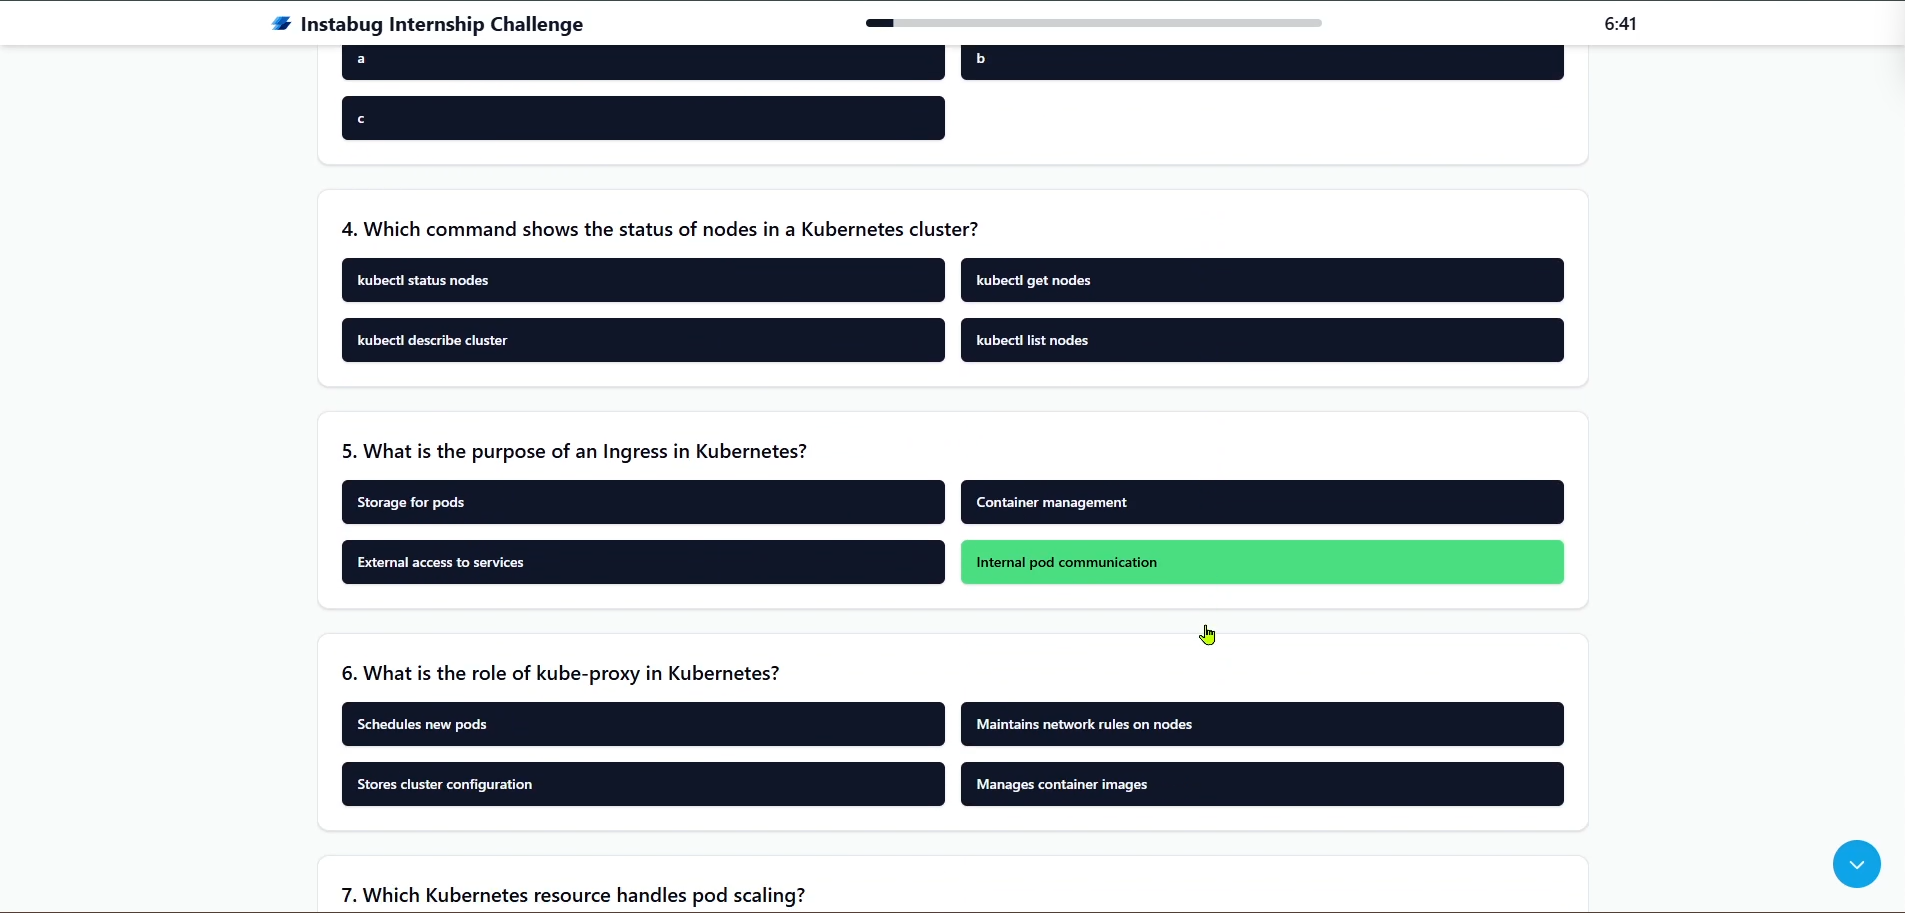 Instabug Internship Challenge
6:41
a
b
c
4. Which command shows the status of nodes in a Kubernetes cluster?
kubectl status nodes
kubectl get nodes
kubectl describe cluster
kubectl list nodes
5. What is the purpose of an Ingress in Kubernetes?
Storage for pods
Container management
External access to services
Internal pod communication
6. What is the role of kube-proxy in Kubernetes?
Schedules new pods
Maintains network rules on nodes
Stores cluster configuration
Manages container images
7. Which Kubernetes resource handles pod scaling?